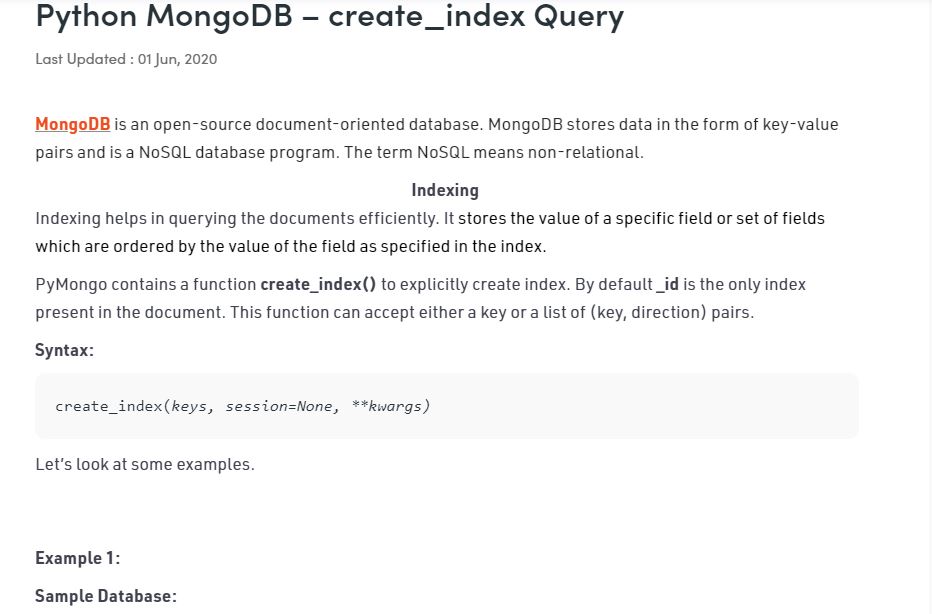 Python MongoDB – create_index Query
Last Updated : 01 Jun, 2020
MongoDB is an open-source document-oriented database. MongoDB stores data in the form of key-value
pairs and is a NoSQL database program. The term NoSQL means non-relational.
Indexing
Indexing helps in querying the documents efficiently. It stores the value of a specific field or set of fields
which are ordered by the value of the field as specified in the index.
PyMongo contains a function create_index() to explicitly create index. By default _id is the only index
present in the document. This function can accept either a key or a list of (key, direction) pairs.
Syntax:
create_index(keys, session=None, **kwargs)
Let's look at some examples.
Example 1:
Sample Database: